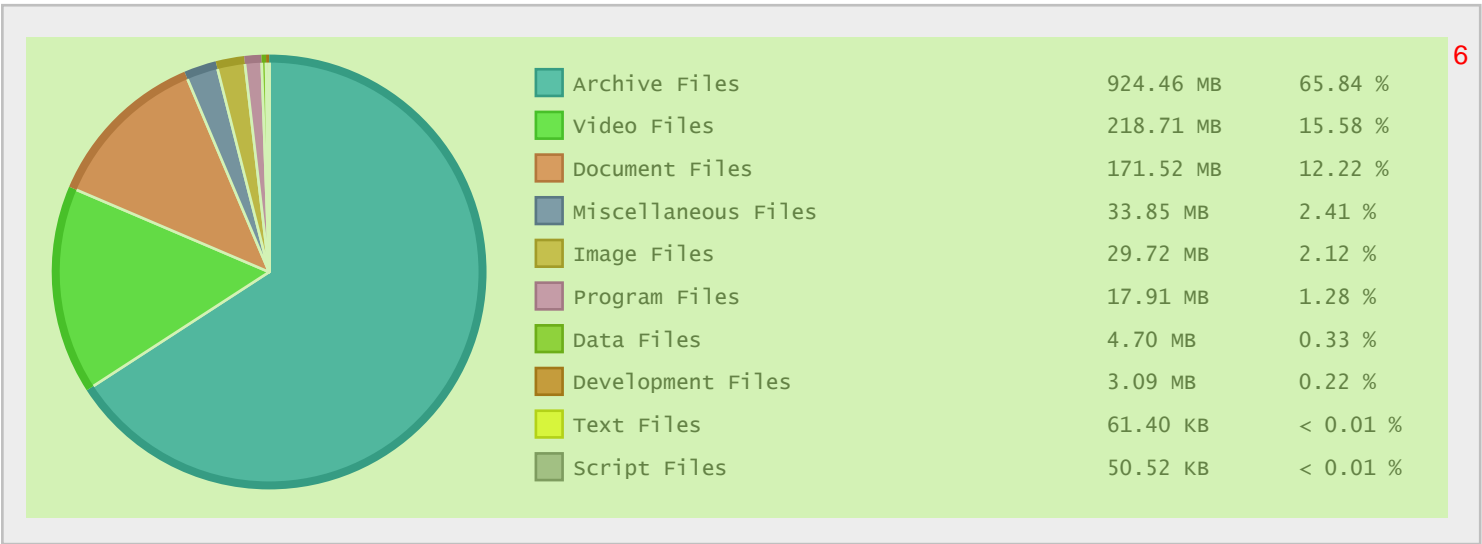 6
Archive Files 924.46 MB 65.84 %
Video Files 218.71 MB 15.58 %
Document Files 171.52 MB 12.22 %
Miscellaneous Files 33.85 MB 2.41 %
Image Files 29.72 MB 2.12 %
Program Files 17.91 MB 1.28 %
Data Files 4.70 MB 0.33 %
Development Files 3.09 MB 0.22 %
Text Files 61.40 KB < 0.01 %
Script Files 50.52 KB < 0.01 %